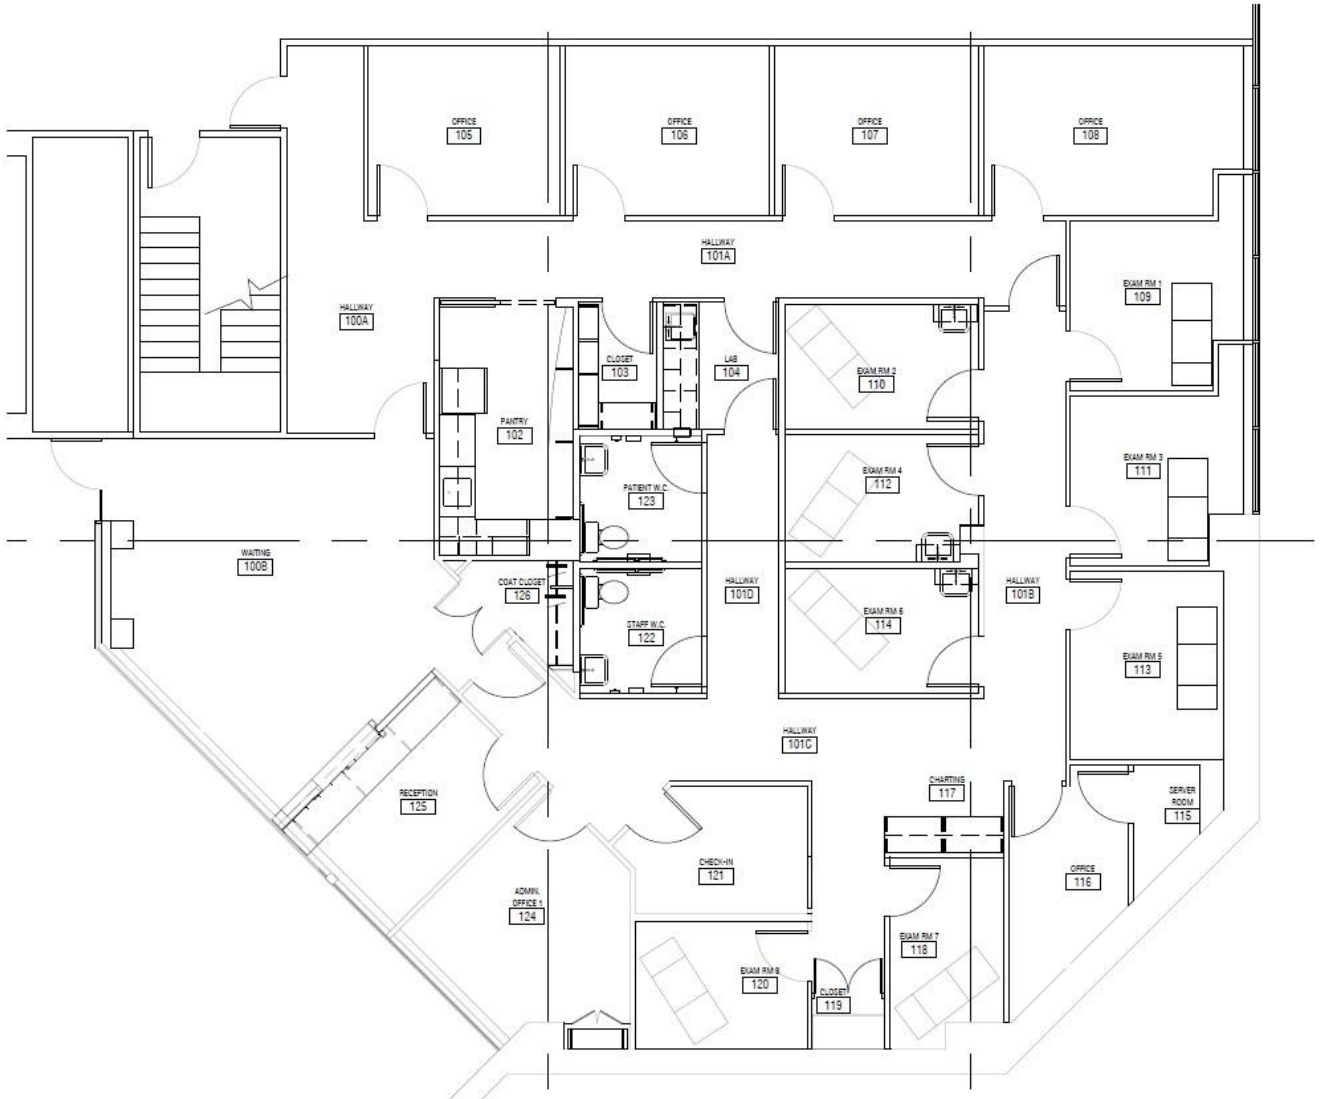 OFFICE
105
OFFICE
106
OFFICE
107
OFFICE
108
HALLWAY
101A
EXAM RM 1
109
HALLWAY
100A
CLOSET
103
LAB
104
EXAM RM 2
110
PANTRY
102
EXAM RM 3
111
EXAM RM 4
112
PATIENT W.C.
123
WAITING
100B
COAT CLOSET
126
HALLWAY
101D
HALLWAY
101B
EXAM RM 6
114
STAFF W.C.
122
EXAM RM 5
113
HALLWAY
101C
CHARTING
117
RECEPTION
125
SERVER
ROOM
115
CHECK-IN
121
OFFICE
116
ADMIN.
OFFICE 1
124
EXAM RM 7
118
EXAM RM 8
120
CLOSET
119